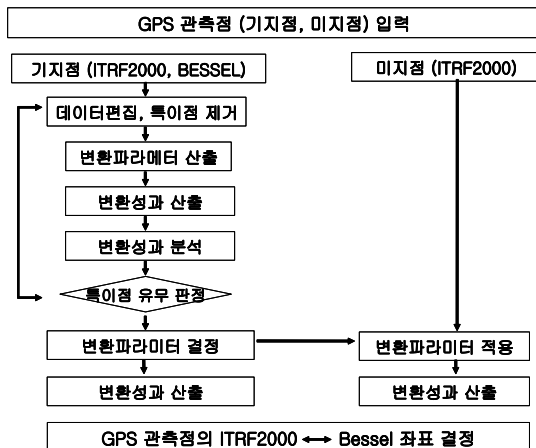 GPS 관측점 (기지점, 미지점) 입력
기지점 (ITRF2000, BESSEL)
미지점 (ITRF2000)
데이터편집, 특이점 제거
변환파라메터 산출
변환성과 산출
변환성과 분석
특이점 유무 판정
변환파라미터 결정
변환파라미터 적용
변환성과 산출
변환성과 산출
GPS 관측점의 ITRF2000 ↔ Bessel 좌표 결정